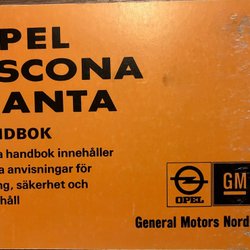 PEL
SCONA
ANTA
NDBOK
a handbok innehåller
a anvisningar för
ng, säkerhet och
håll
OPEL
GM
General Motors Nord